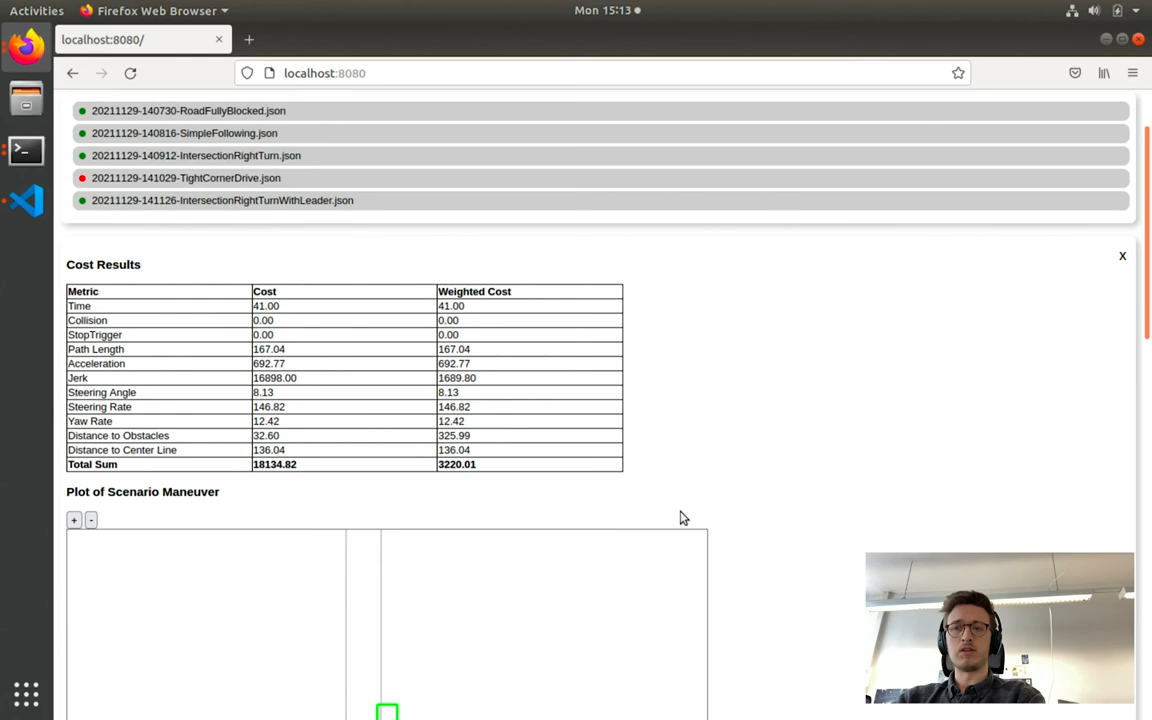 Activities Firefox Web Browser Mon 15:13
localhost:8080/ × +
localhost:8080
20211129-140730-RoadFullyBlocked.json
20211129-140816-SimpleFollowing.json
20211129-140912-IntersectionRightTurn.json
20211129-141029-TightCornerDrive.json
20211129-141126-IntersectionRightTurnWithLeader.json
X
Cost Results
Metric Cost Weighted Cost
Time 41.00 41.00
Collision 0.00 0.00
StopTrigger 0.00 0.00
Path Length 167.04 167.04
Acceleration 692.77 692.77
Jerk 16898.00 1689.80
Steering Angle 8.13 8.13
Steering Rate 146.82 146.82
Yaw Rate 12.42 12.42
Distance to Obstacles 32.60 325.99
Distance to Center Line 136.04 136.04
Total Sum 18134.82 3220.01
Plot of Scenario Maneuver
+ -